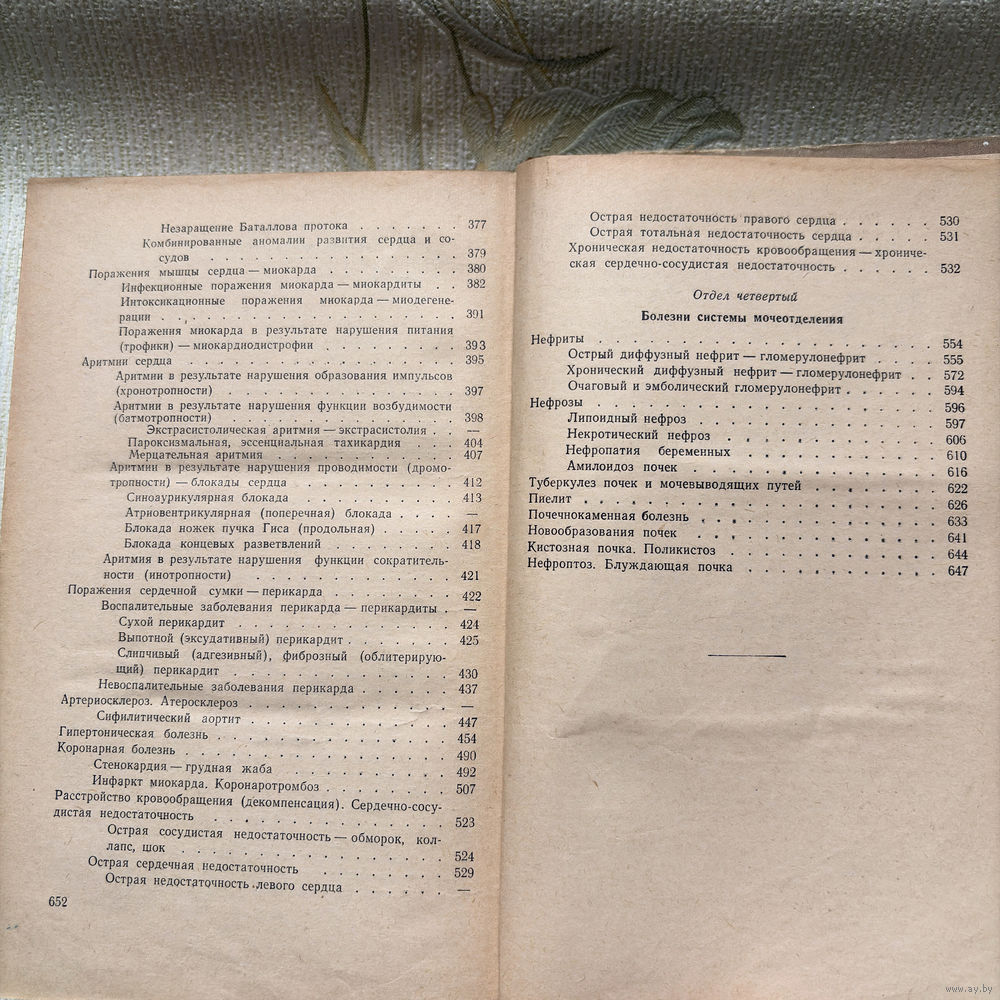 Незаращение Баталлова протока . . . . . . . 377
Комбинированные аномалии развития сердца и со-
судов . . . . . . . . . . . . . . . . 379
Поражения мышцы сердца — миокарда . . . . . . . . 380
Инфекционные поражения миокарда — миокардиты . . 382
Интоксикационные поражения миокарда — миодегене-
рации . . . . . . . . . . . . . . . . . 391
Поражения миокарда в результате нарушения питания
(трофики) — миокардиодистрофии . . . . . . . . 393
Аритмии сердца . . . . . . . . . . . . . . . . 395
Аритмии в результате нарушения образования импульсов
(хронотропности) . . . . . . . . . . . . . 397
Аритмии в результате нарушения функции возбудимости
(батмотропности) . . . . . . . . . . . . . 398
Экстрасистолическая аритмия — экстрасистолия . . —
Пароксизмальная, эссенциальная тахикардия . . . 404
Мерцательная аритмия . . . . . . . . . . . 407
Аритмии в результате нарушения проводимости (дромо-
тропности) — блокады сердца . . . . . . . . . 412
Синоаурикулярная блокада . . . . . . . . . 413
Атриовентрикулярная (поперечная) блокада . . . . —
Блокада ножек пучка Гиса (продольная) . . . . . 417
Блокада концевых разветвлений . . . . . . . . 418
Аритмия в результате нарушения функции сократитель-
ности (инотропности) . . . . . . . . . . . . 421
Поражения сердечной сумки — перикарда . . . . . . . . 422
Воспалительные заболевания перикарда — перикардиты . —
Сухой перикардит . . . . . . . . . . . . . 424
Выпотной (эксудативный) перикардит . . . . . . . 425
Слипчивый (адгезивный), фиброзный (облитерирую-
щий) перикардит . . . . . . . . . . . . . 430
Невоспалительные заболевания перикарда . . . . . . 437
Артериосклероз. Атеросклероз . . . . . . . . . . . . —
Сифилитический аортит . . . . . . . . . . . . 447
Гипертоническая болезнь . . . . . . . . . . . . . . 454
Коронарная болезнь . . . . . . . . . . . . . . . . 490
Стенокардия — грудная жаба . . . . . . . . . . 492
Инфаркт миокарда. Коронаротромбоз . . . . . . . . 507
Расстройство кровообращения (декомпенсация). Сердечно-сосу-
дистая недостаточность . . . . . . . . . . . . . 523
Острая сосудистая недостаточность — обморок, кол-
лапс, шок . . . . . . . . . . . . . . . . 524
Острая сердечная недостаточность . . . . . . . . 529
Острая недостаточность левого сердца . . . . . . —
652
Острая недостаточность правого сердца . . . . . 530
Острая тотальная недостаточность сердца . . . . . 531
Хроническая недостаточность кровообращения — хрониче-
ская сердечно-сосудистая недостаточность . . . . . 532
Отдел четвертый
Болезни системы мочеотделения
Нефриты . . . . . . . . . . . . . . . . . . 554
Острый диффузный нефрит — гломерулонефрит . . . . 555
Хронический диффузный нефрит — гломерулонефрит . . 572
Очаговый и эмболический гломерулонефрит . . . . . 594
Нефрозы . . . . . . . . . . . . . . . . . . 596
Липоидный нефроз . . . . . . . . . . . . . 597
Некротический нефроз . . . . . . . . . . . . 606
Нефропатия беременных . . . . . . . . . . . 610
Амилоидоз почек . . . . . . . . . . . . . . 616
Туберкулез почек и мочевыводящих путей . . . . . . . 622
Пиелит . . . . . . . . . . . . . . . . . . . 626
Почечнокаменная болезнь . . . . . . . . . . . . . 633
Новообразования почек . . . . . . . . . . . . . . 641
Кистозная почка. Поликистоз . . . . . . . . . . . . 644
Нефроптоз. Блуждающая почка . . . . . . . . . . . 647
www.ay.by